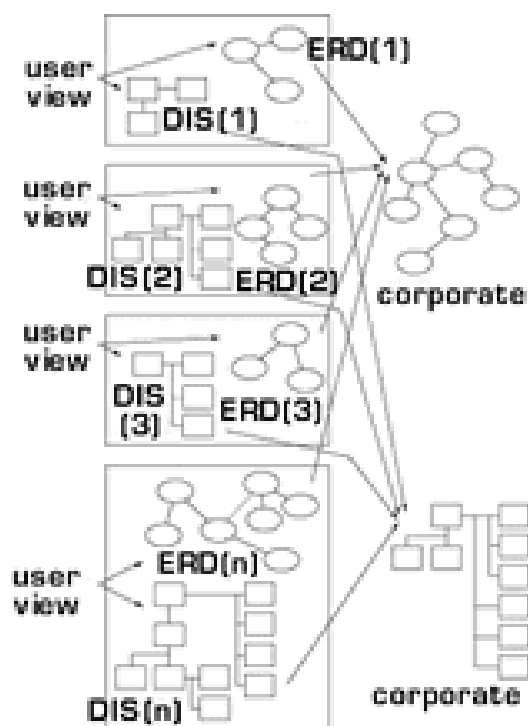 user
view
ERD(1)
DIS(1)
user
view
DIS(2)
ERD(2)
corporate
user
view
DIS
(3)
ERD(3)
user
view
ERD(n)
DIS(n)
corporate